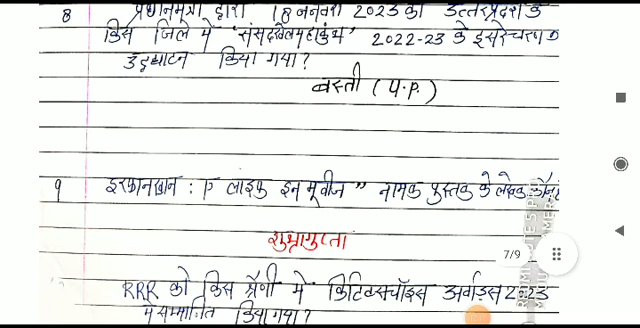 8 प्रधानमंत्री द्वारा 18 जनवरी 2023 को उत्तरप्रदेश के
किस जिले में "संसदखेलमहाकुंभ" 2022-23 के दूसरेचरण
उद्घाटन किया गया?
बस्ती (U.P.)
9 इरफानखान : ए लाइफ इन मूवीज" नामक पुस्तक के लेखक कौन
शुभ्रागुप्ता
7/9
RRR को किस श्रेणी में क्रिटिक्सचॉइस अर्वाड्स 2023
में सम्मानित किया गया?